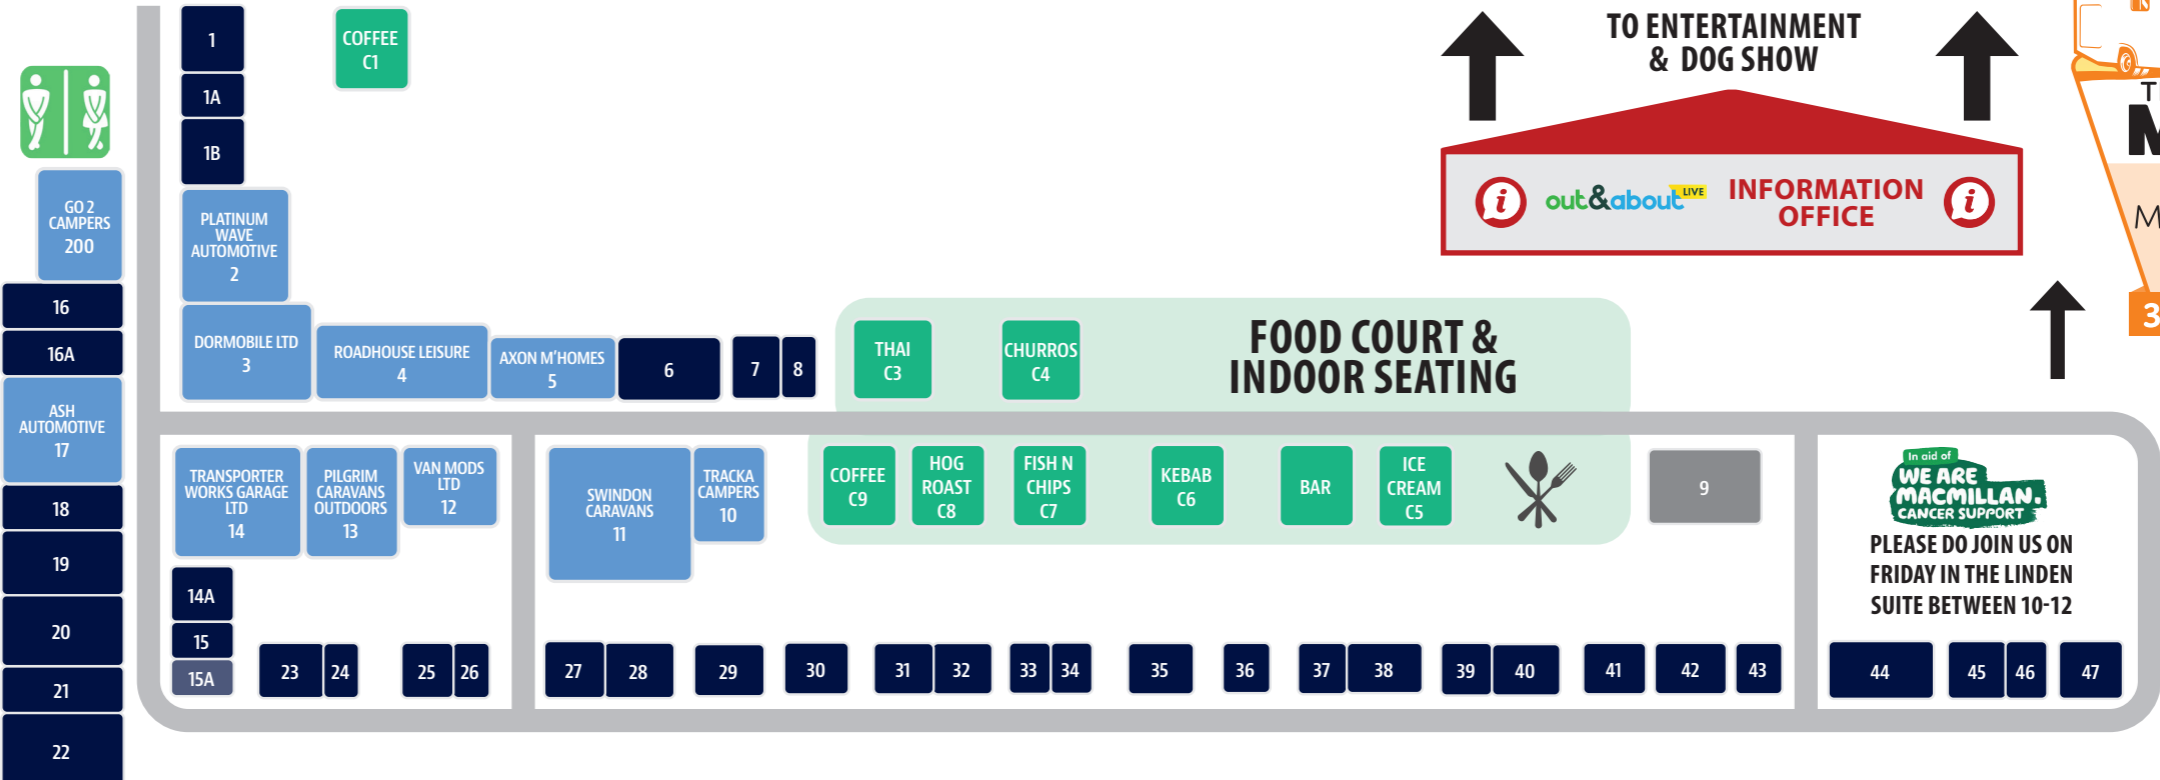 1
1A
1B
COFFEE
C1
TO ENTERTAINMENT
& DOG SHOW
out&about LIVE
INFORMATION
OFFICE
GO 2
CAMPERS
200
16
16A
ASH
AUTOMOTIVE
17
18
19
20
21
22
PLATINUM
WAVE
AUTOMOTIVE
2
DORMOBILE LTD
3
ROADHOUSE LEISURE
4
AXON M'HOMES
5
6
7
8
THAI
C3
CHURROS
C4
FOOD COURT &
INDOOR SEATING
TRANSPORTER
WORKS GARAGE
LTD
14
PILGRIM
CARAVANS
OUTDOORS
13
VAN MODS
LTD
12
SWINDON
CARAVANS
11
TRACKA
CAMPERS
10
COFFEE
C9
HOG
ROAST
C8
FISH N
CHIPS
C7
KEBAB
C6
BAR
ICE
CREAM
C5
9
In aid of
WE ARE
MACMILLAN.
CANCER SUPPORT
PLEASE DO JOIN US ON
FRIDAY IN THE LINDEN
SUITE BETWEEN 10-12
14A
15
15A
23
24
25
26
27
28
29
30
31
32
33
34
35
36
37
38
39
40
41
42
43
44
45
46
47